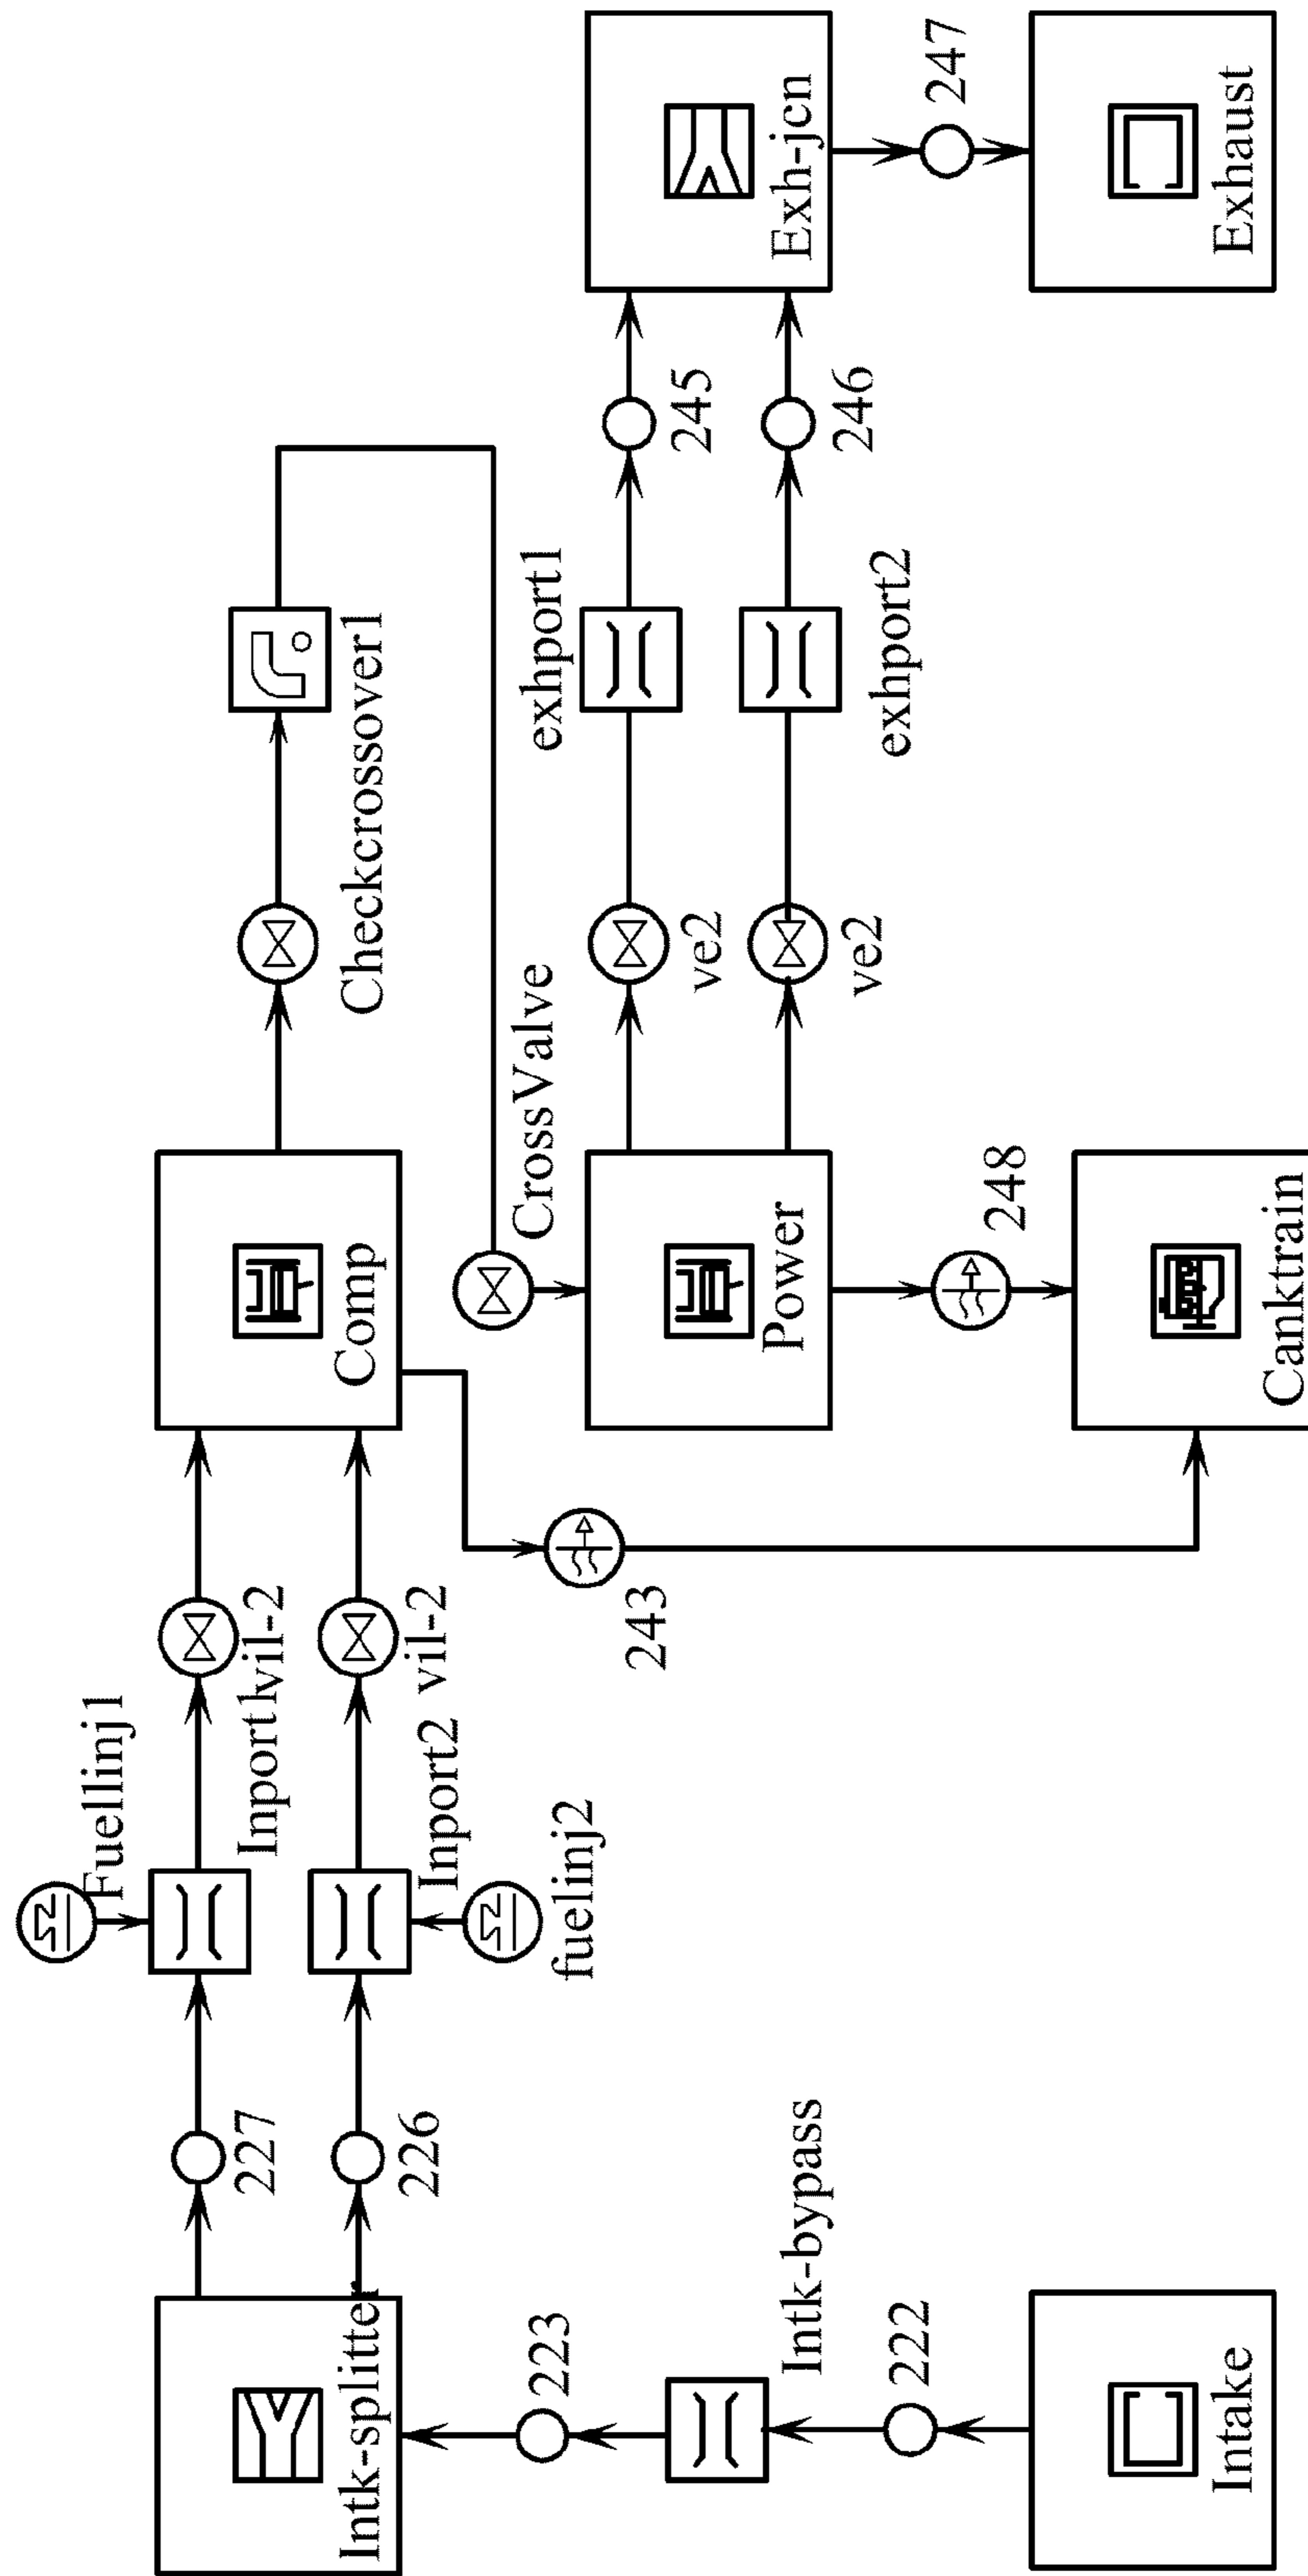 Fuellinj1
227
Inport1
vil-2
Intk-splitter
226
Inport2
vil-2
fuelinj2
Comp
Checkcrossover1
223
243
CrossValve
exhport1
245
ve2
Intk-bypass
Power
Exh-jcn
exhport2
246
ve2
222
248
247
Intake
Canktrain
Exhaust